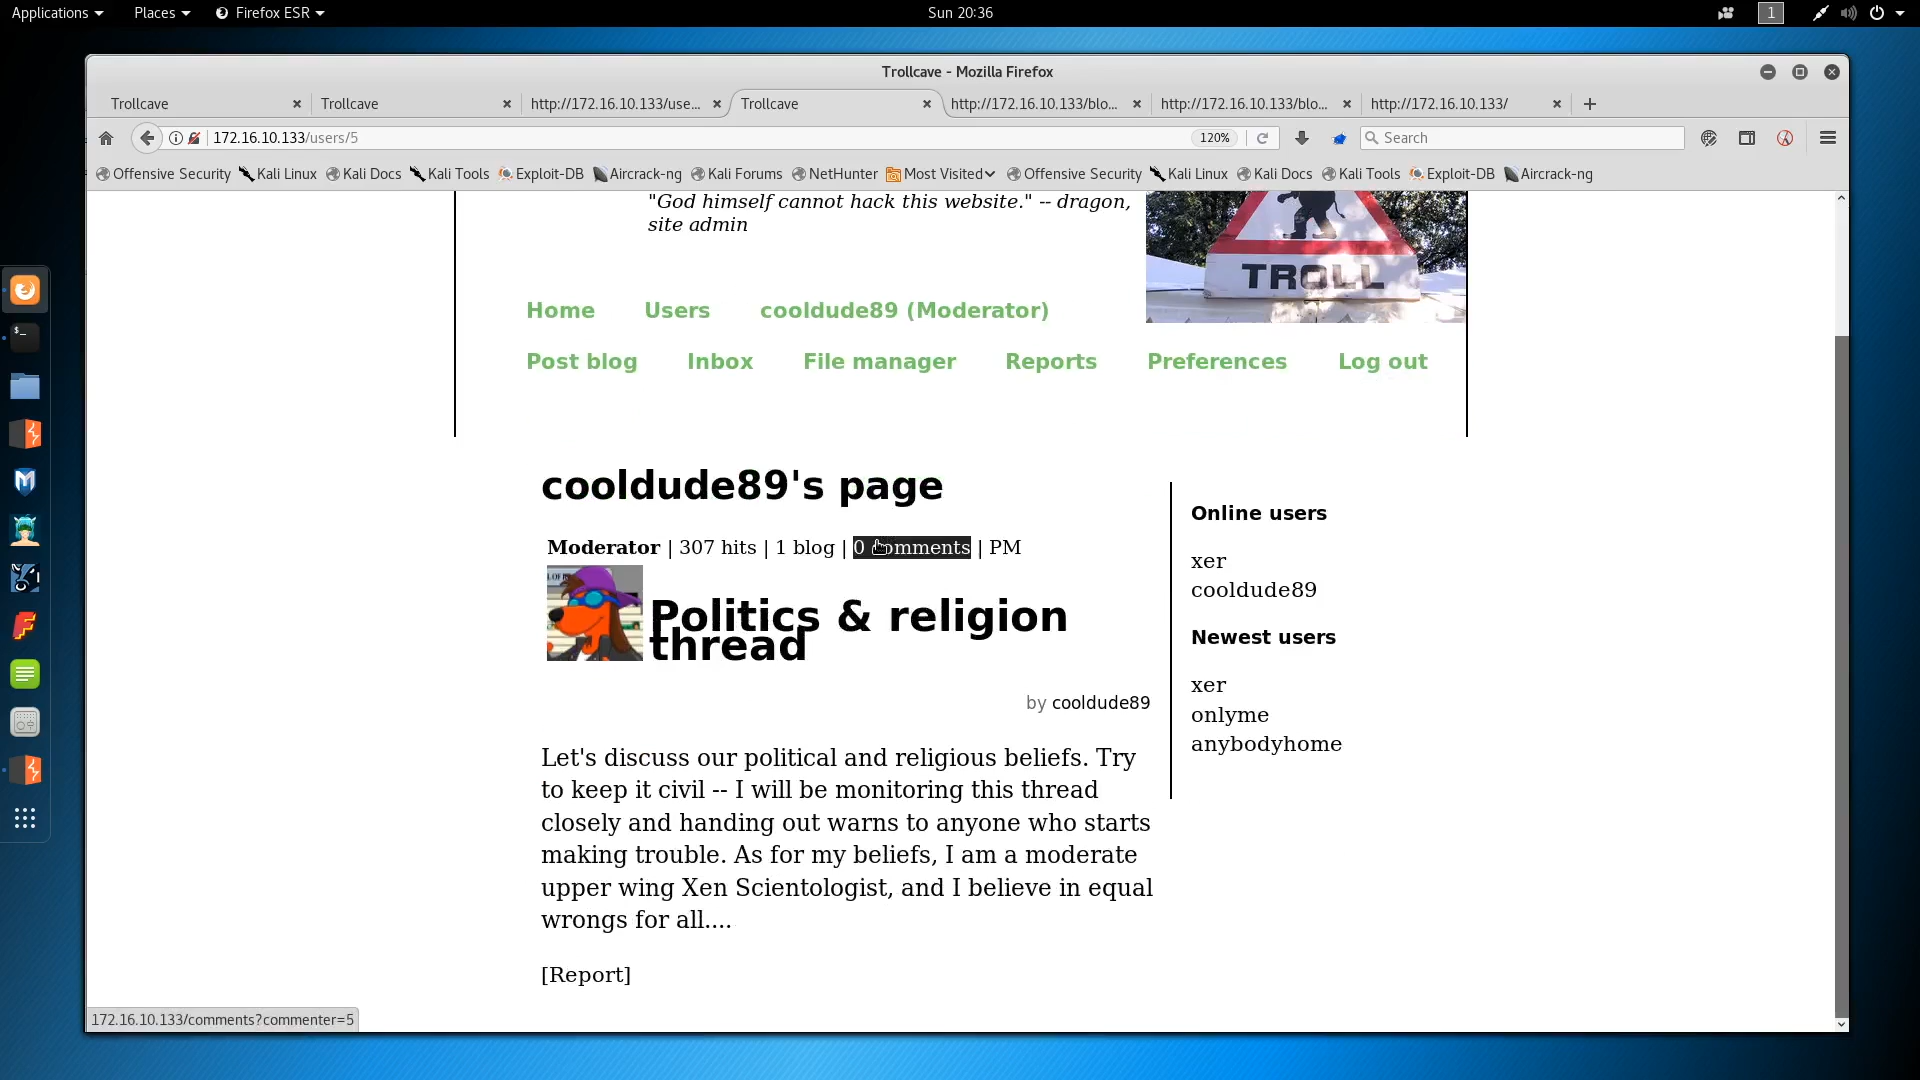 Applications Places Firefox ESR Sun 20:36 1
Trollcave - Mozilla Firefox
Trollcave Trollcave http://172.16.10.133/use... Trollcave http://172.16.10.133/blo... http://172.16.10.133/blo... http://172.16.10.133/
172.16.10.133/users/5 120% Search
Offensive Security Kali Linux Kali Docs Kali Tools Exploit-DB Aircrack-ng Kali Forums NetHunter Most Visited Offensive Security Kali Linux Kali Docs Kali Tools Exploit-DB Aircrack-ng
"God himself cannot hack this website." -- dragon,
site admin
TROLL
Home Users cooldude89 (Moderator)
Post blog Inbox File manager Reports Preferences Log out
cooldude89's page
Moderator | 307 hits | 1 blog | 0 comments | PM
Politics & religion
thread
by cooldude89
Let's discuss our political and religious beliefs. Try
to keep it civil -- I will be monitoring this thread
closely and handing out warns to anyone who starts
making trouble. As for my beliefs, I am a moderate
upper wing Xen Scientologist, and I believe in equal
wrongs for all....
[Report]
Online users
xer
cooldude89
Newest users
xer
onlyme
anybodyhome
172.16.10.133/comments?commenter=5